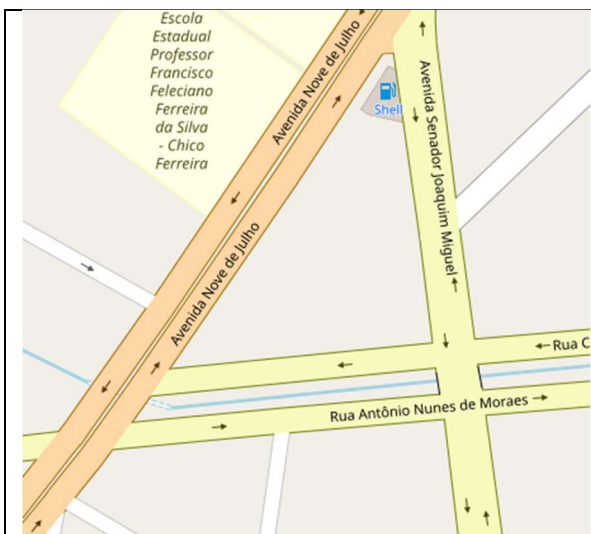 Escola
Estadual
Professor
Francisco
Feleciano
Ferreira
da Silva
- Chico
Ferreira
Avenida Nove de Julho
Shell
Avenida Senador Joaquim Miguel
Avenida Nove de Julho
Rua C
Rua Antônio Nunes de Moraes